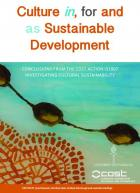 Culture in, for and
as Sustainable
Development
CONCLUSIONS FROM THE COST ACTION IS1007
INVESTIGATING CULTURAL SUSTAINABILITY
cost